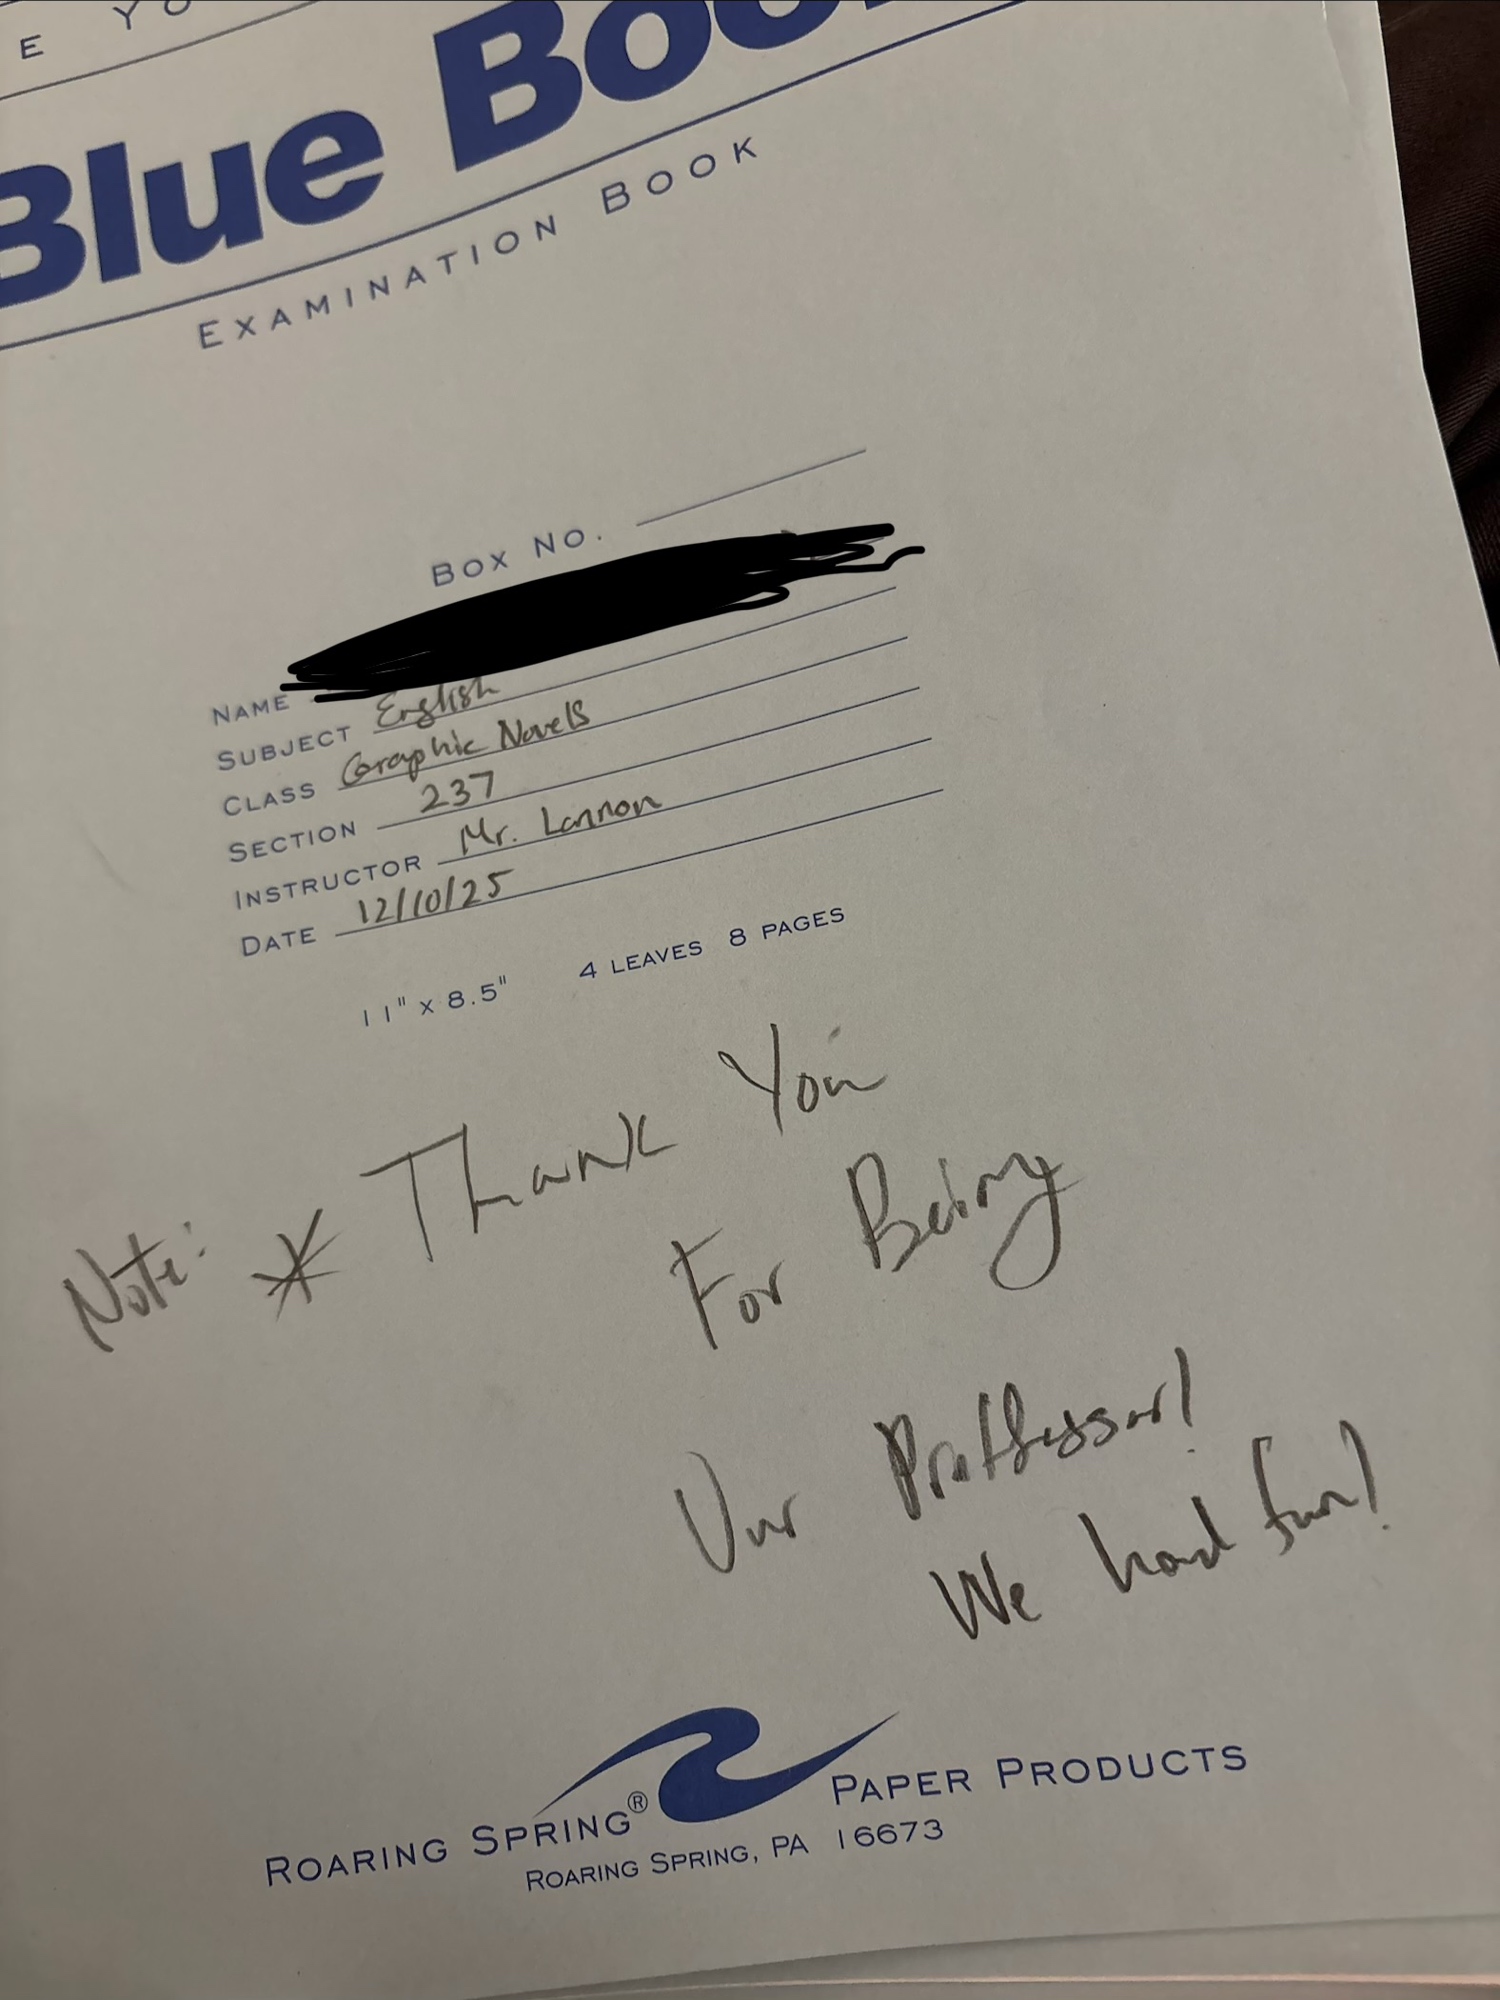 E YO
Blue Boo
EXAMINATION BOOK
BOX NO.
NAME
SUBJECT English
CLASS Graphic Novels
SECTION 237
INSTRUCTOR Mr. Lannon
DATE 12/10/25
11" x 8.5" 4 LEAVES 8 PAGES
Note: * Thank You
For Being
Our Proffessor!
We had fun!
ROARING SPRING® PAPER PRODUCTS
ROARING SPRING, PA 16673